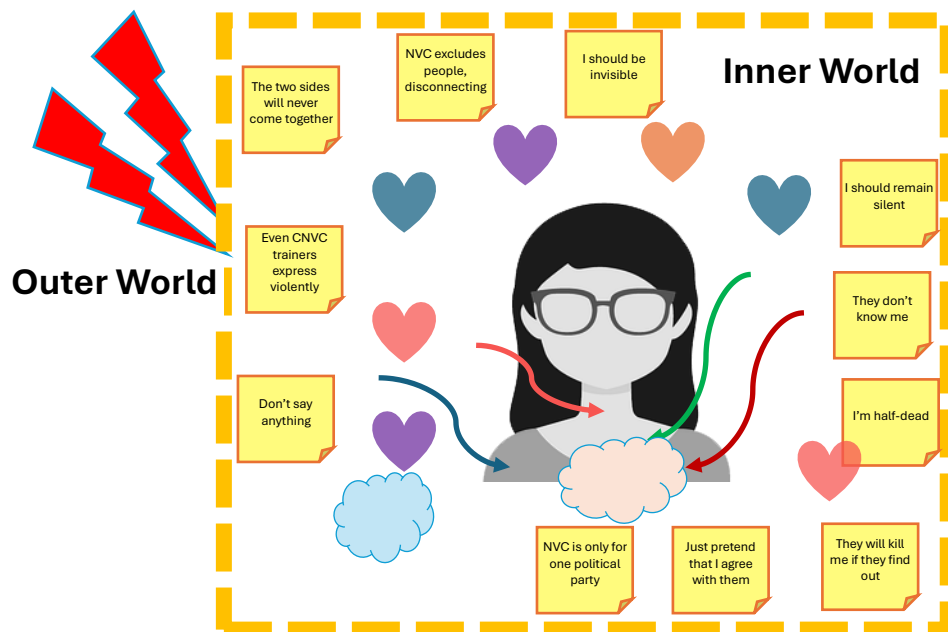 NVC excludes
people,
disconnecting
I should be
invisible
Inner World
The two sides
will never
come together
I should remain
silent
Even CNVC
trainers
express
violently
Outer World
They don't
know me
Don't say
anything
I'm half-dead
NVC is only for
one political
party
Just pretend
that I agree
with them
They will kill
me if they find
out